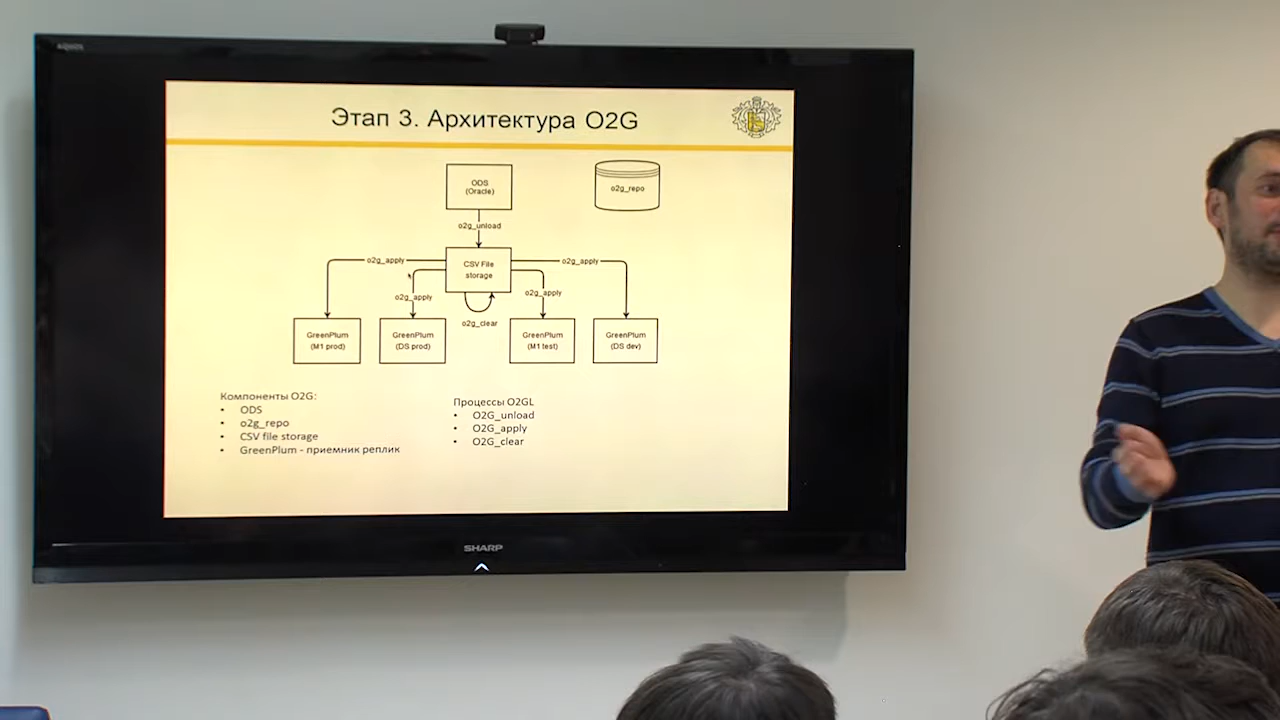 AQUOS
Этап 3. Архитектура O2G
ODS
(Oracle)
o2g_repo
o2g_unload
o2g_apply
CSV File
storage
o2g_apply
o2g_apply
o2g_apply
o2g_clear
GreenPlum
(M1 prod)
GreenPlum
(DS prod)
GreenPlum
(M1 test)
GreenPlum
(DS dev)
Компоненты O2G:
• ODS
• o2g_repo
• CSV file storage
• GreenPlum - приемник реплик
Процессы O2GL
• O2G_unload
• O2G_apply
• O2G_clear
SHARP